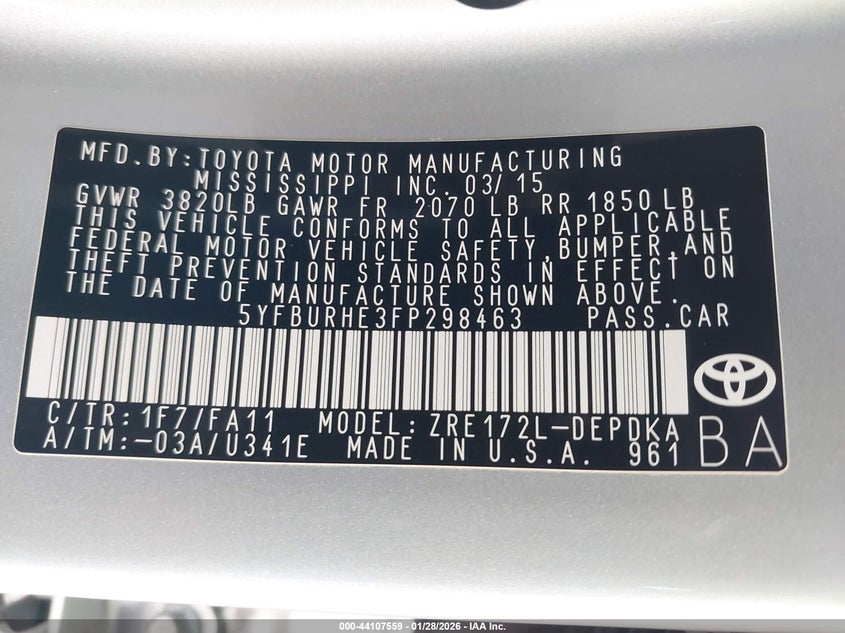 MFD.BY:TOYOTA MOTOR MANUFACTURING
MISSISSIPPI INC. 03/15
GVWR 3820LB GAWR FR 2070 LB RR 1850 LB
THIS VEHICLE CONFORMS TO ALL APPLICABLE
FEDERAL MOTOR VEHICLE SAFETY,BUMPER,AND
THEFT PREVENTION STANDARDS IN EFFECT ON
THE DATE OF MANUFACTURE SHOWN ABOVE.
5YFBURHE3FP298463 PASS.CAR
C/TR: 1F7/FA11 MODEL: ZRE172L-DEPDKA
A/TM:-03A/U341E MADE IN U.S.A. 961 BA
000-44107559 — 01/28/2026 — IAA Inc.